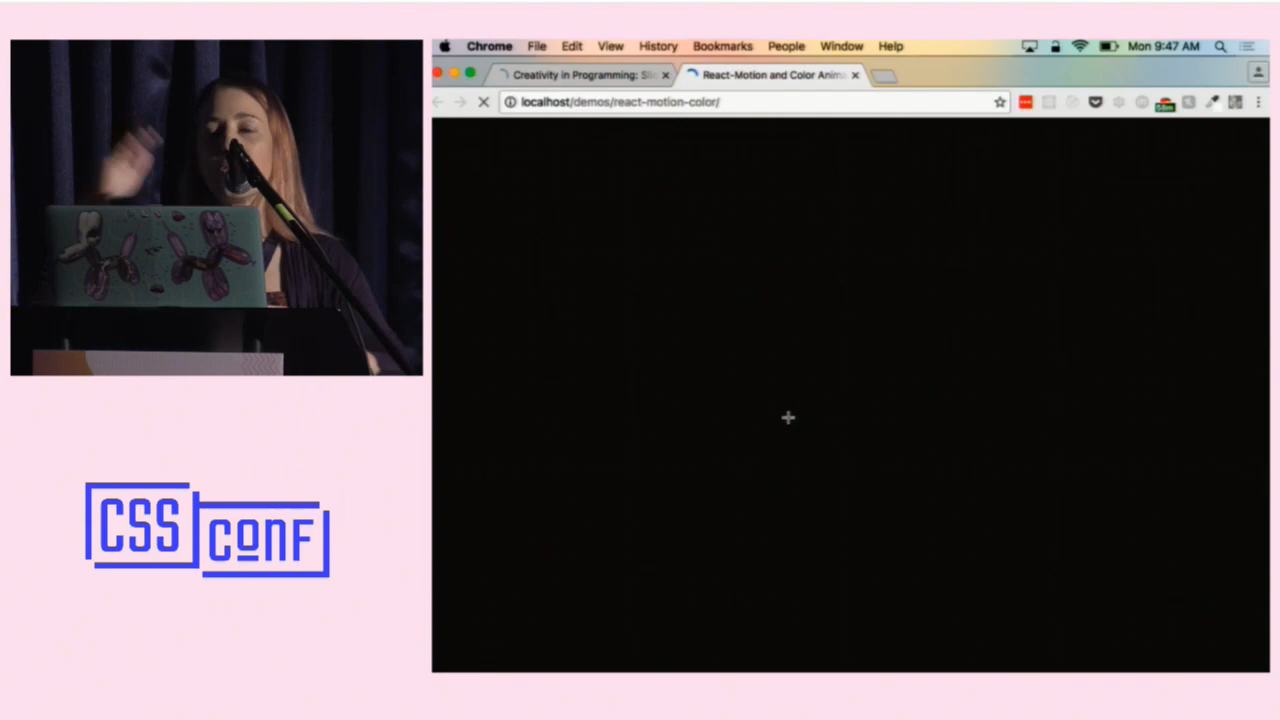 Chrome File Edit View History Bookmarks People Window Help Mon 9:47 AM
Creativity in Programming: React-Motion and Color Anim
localhost/demos/react-motion-color/
CSS
CONF